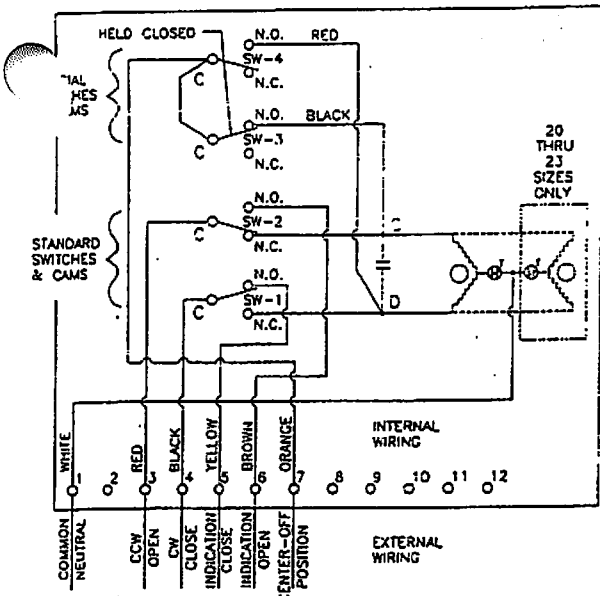 HELD CLOSED
N.O.
RED
SW-4
C
N.C.
N.O.
BLACK
SW-3
C
N.C.
20
THRU
23
SIZES
ONLY
N.O.
SW-2
C
N.C.
C
STANDARD
SWITCHES
& CAMS
N.O.
SW-1
C
N.C.
D
WHITE
RED
BLACK
YELLOW
BROWN
ORANGE
INTERNAL
WIRING
1
2
3
4
5
6
7
8
9
10
11
12
COMMON
NEUTRAL
CCW
OPEN
CW
CLOSE
INDICATION
CLOSE
INDICATION
OPEN
CENTER-OFF
POSITION
EXTERNAL
WIRING